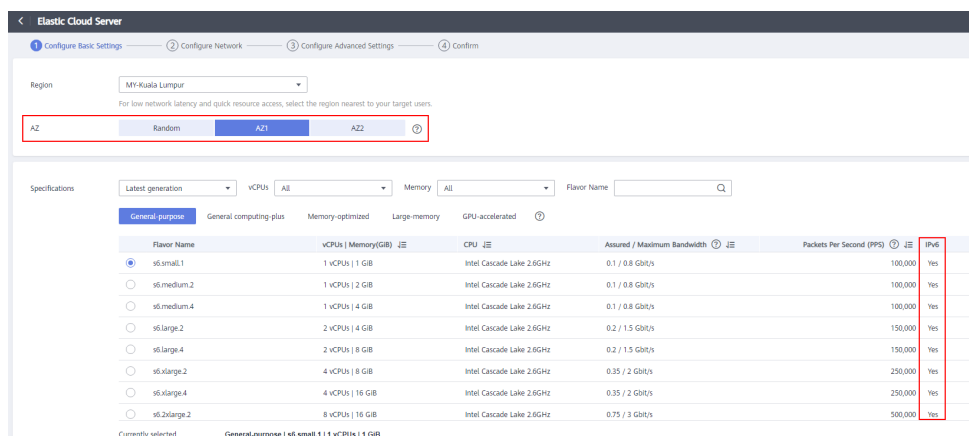 Elastic Cloud Server
1 Configure Basic Settings 2 Configure Network 3 Configure Advanced Settings 4 Confirm
Region MY-Kuala Lumpur
For low network latency and quick resource access, select the region nearest to your target users.
AZ Random AZ1 AZ2 ?
Specifications Latest generation vCPUs All Memory All Flavor Name
General-purpose General computing-plus Memory-optimized Large-memory GPU-accelerated ?
Flavor Name vCPUs | Memory(GiB) CPU Assured / Maximum Bandwidth ? Packets Per Second (PPS) ? IPv6
s6.small.1 1 vCPUs | 1 GiB Intel Cascade Lake 2.6GHz 0.1 / 0.8 Gbit/s 100,000 Yes
s6.medium.2 1 vCPUs | 2 GiB Intel Cascade Lake 2.6GHz 0.1 / 0.8 Gbit/s 100,000 Yes
s6.medium.4 1 vCPUs | 4 GiB Intel Cascade Lake 2.6GHz 0.1 / 0.8 Gbit/s 100,000 Yes
s6.large.2 2 vCPUs | 4 GiB Intel Cascade Lake 2.6GHz 0.2 / 1.5 Gbit/s 150,000 Yes
s6.large.4 2 vCPUs | 8 GiB Intel Cascade Lake 2.6GHz 0.2 / 1.5 Gbit/s 150,000 Yes
s6.xlarge.2 4 vCPUs | 8 GiB Intel Cascade Lake 2.6GHz 0.35 / 2 Gbit/s 250,000 Yes
s6.xlarge.4 4 vCPUs | 16 GiB Intel Cascade Lake 2.6GHz 0.35 / 2 Gbit/s 250,000 Yes
s6.2xlarge.2 8 vCPUs | 16 GiB Intel Cascade Lake 2.6GHz 0.75 / 3 Gbit/s 500,000 Yes
Currently selected General-purpose | s6.small.1 | 1 vCPUs | 1 GiB